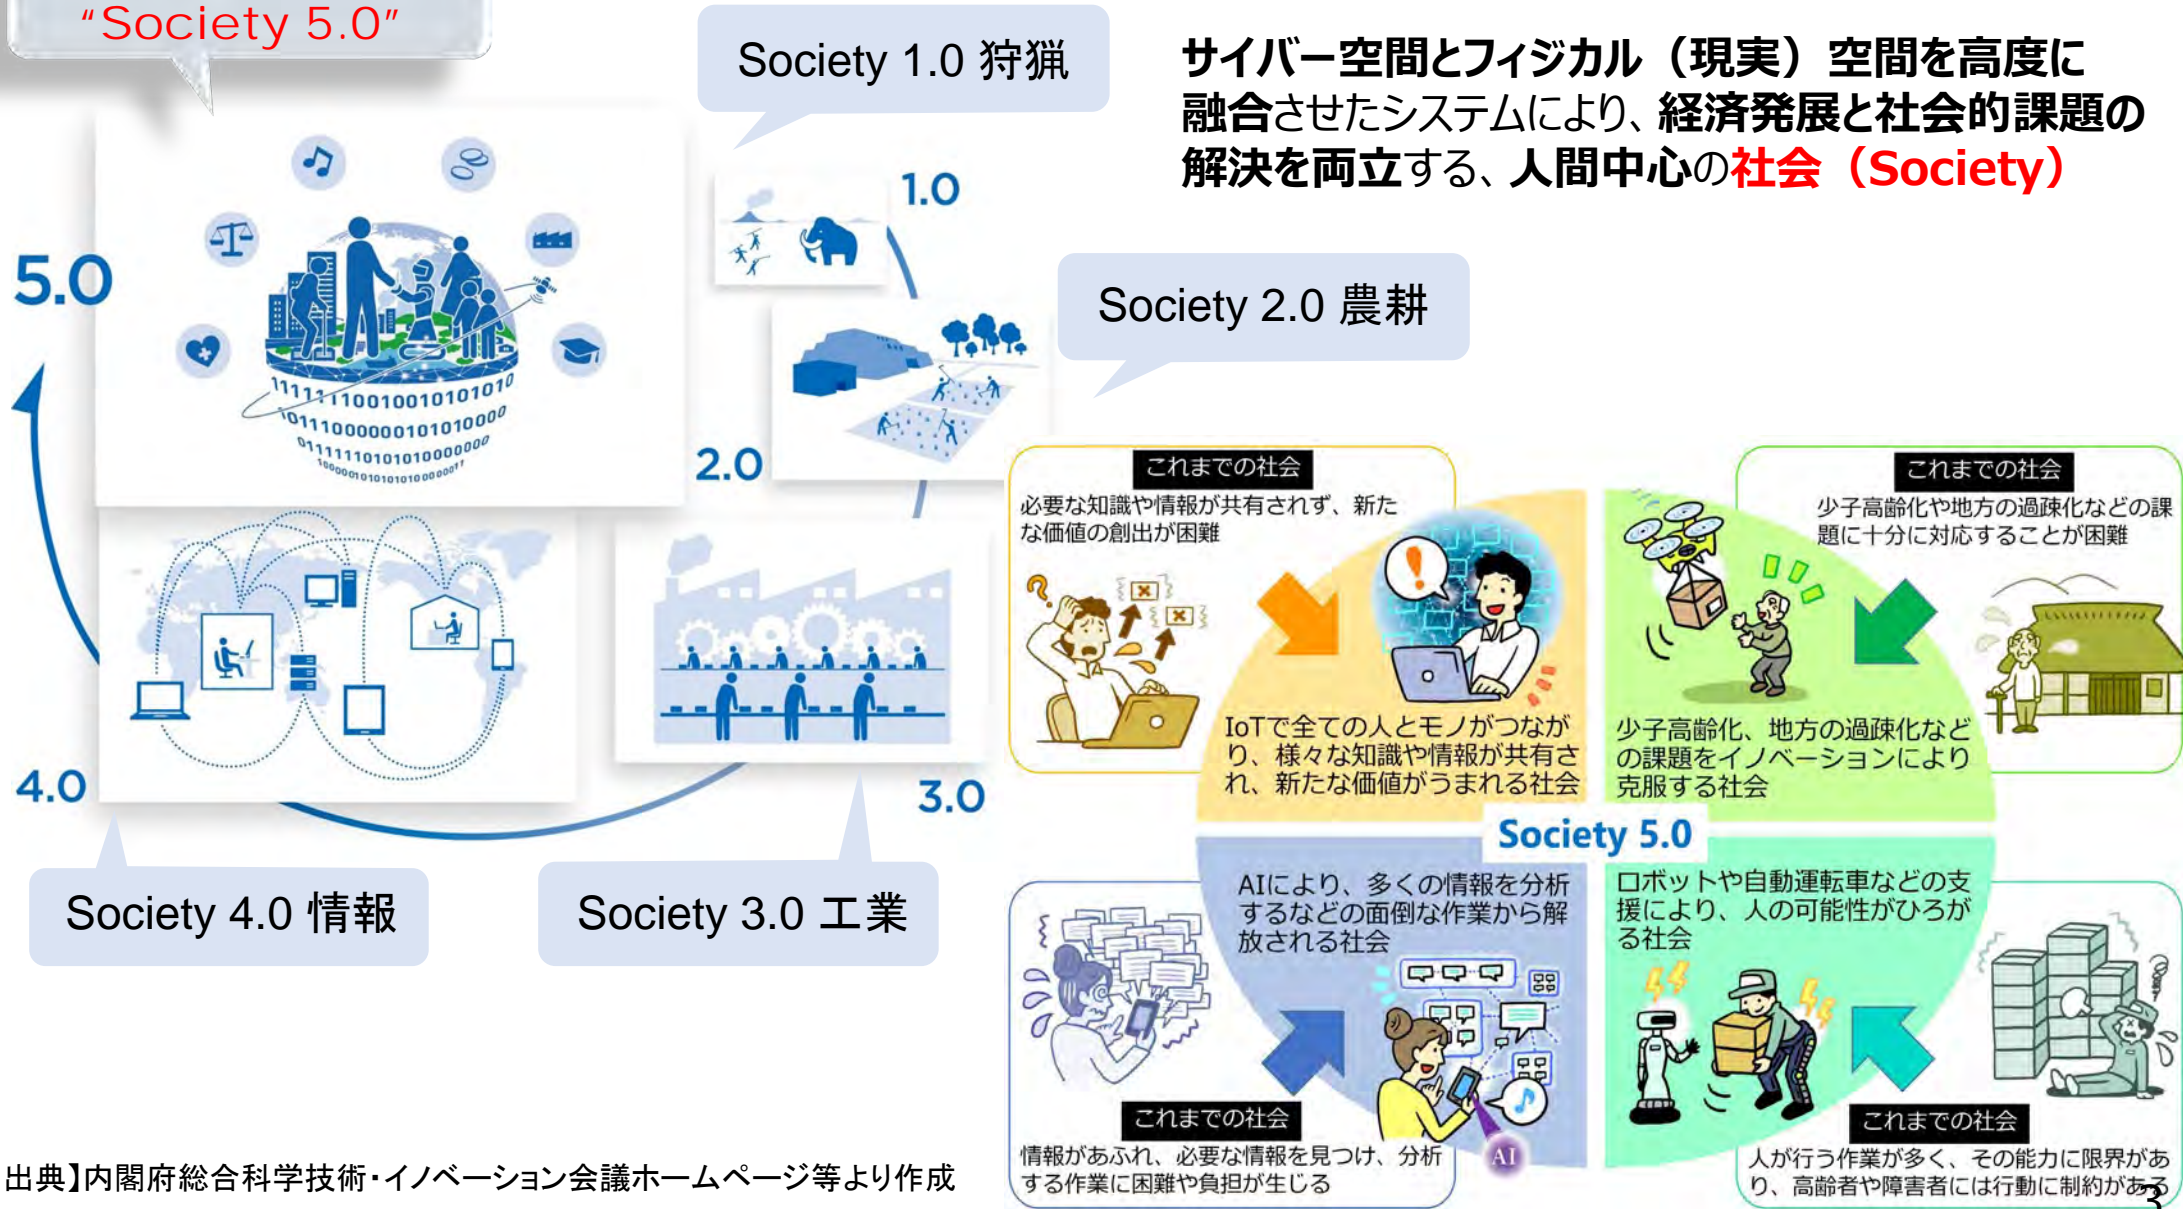 “Society 5.0”
Society 1.0 狩猟
サイバー空間とフィジカル（現実）空間を高度に
融合させたシステムにより、経済発展と社会的課題の
解決を両立する、人間中心の社会（Society）
1.0
5.0
Society 2.0 農耕
1111111001001010101010
2.0
4.0
3.0
Society 4.0 情報
Society 3.0 工業
これまでの社会
必要な知識や情報が共有されず、新た
な価値の創出が困難
IoTで全ての人とモノがつなが
り、様々な知識や情報が共有さ
れ、新たな価値がうまれる社会
これまでの社会
少子高齢化や地方の過疎化などの課
題に十分に対応することが困難
少子高齢化、地方の過疎化など
の課題をイノベーションにより
克服する社会
Society 5.0
AIにより、多くの情報を分析
するなどの面倒な作業から解
放される社会
AI
これまでの社会
情報があふれ、必要な情報を見つけ、分析
する作業に困難や負担が生じる
ロボットや自動運転車などの支
援により、人の可能性がひろが
る社会
これまでの社会
人が行う作業が多く、その能力に限界があ
り、高齢者や障害者には行動に制約がある
出典】内閣府総合科学技術・イノベーション会議ホームページ等より作成
3